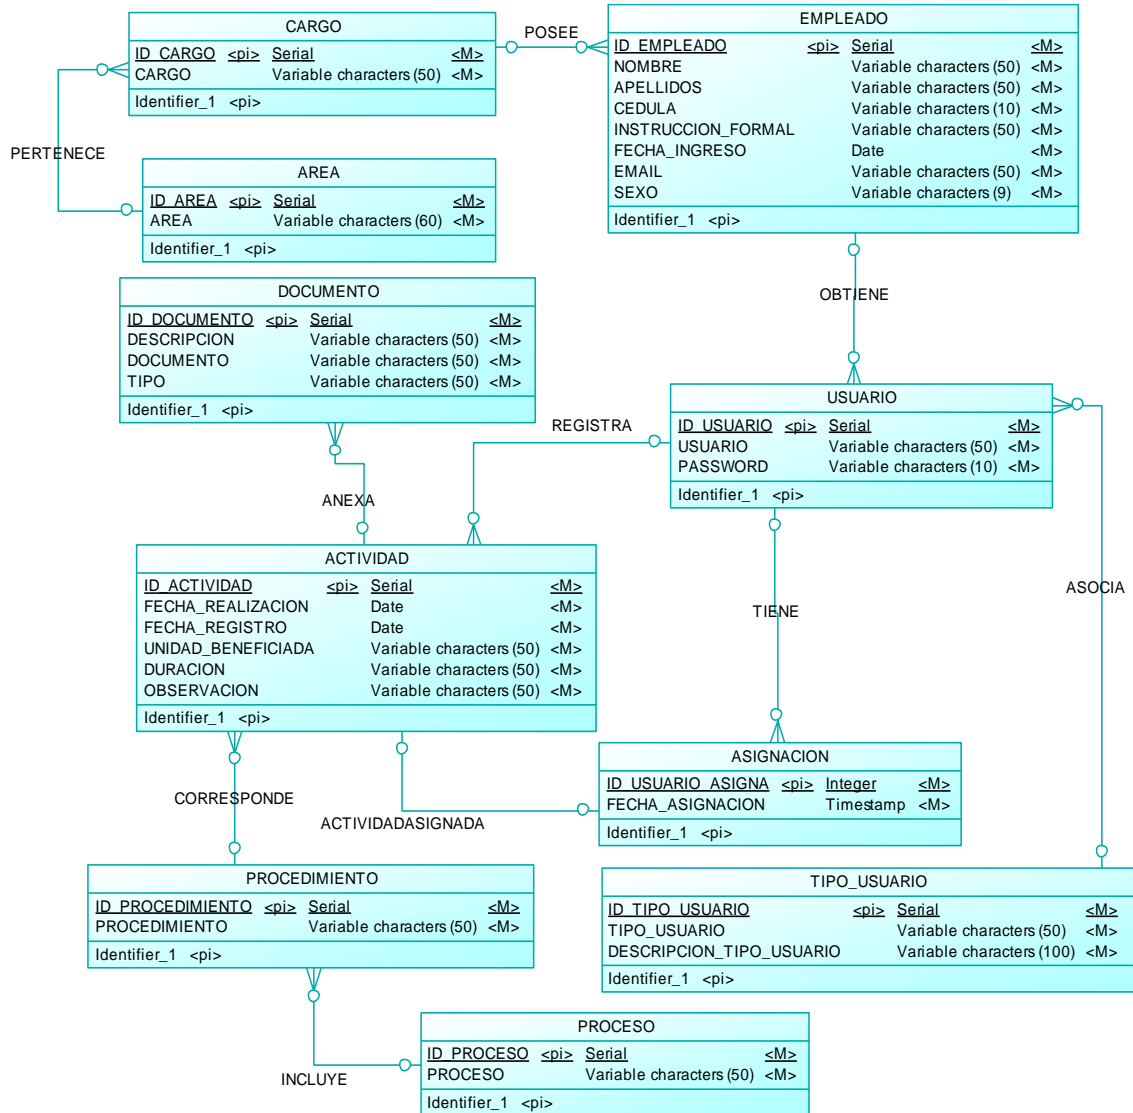 CARGO
ID_CARGO <pi> Serial <M>
CARGO Variable characters (50) <M>
Identifier_1 <pi>
POSEE
EMPLEADO
ID_EMPLEADO <pi> Serial <M>
NOMBRE Variable characters (50) <M>
APELLIDOS Variable characters (50) <M>
CEDULA Variable characters (10) <M>
INSTRUCCION_FORMAL Variable characters (50) <M>
FECHA_INGRESO Date <M>
EMAIL Variable characters (50) <M>
SEXO Variable characters (9) <M>
Identifier_1 <pi>
PERTENECE
AREA
ID_AREA <pi> Serial <M>
AREA Variable characters (60) <M>
Identifier_1 <pi>
OBTIENE
DOCUMENTO
ID_DOCUMENTO <pi> Serial <M>
DESCRIPCION Variable characters (50) <M>
DOCUMENTO Variable characters (50) <M>
TIPO Variable characters (50) <M>
Identifier_1 <pi>
USUARIO
ID_USUARIO <pi> Serial <M>
USUARIO Variable characters (50) <M>
PASSWORD Variable characters (10) <M>
Identifier_1 <pi>
REGISTRA
ANEXA
ACTIVIDAD
ID_ACTIVIDAD <pi> Serial <M>
FECHA_REALIZACION Date <M>
FECHA_REGISTRO Date <M>
UNIDAD_BENEFICIADA Variable characters (50) <M>
DURACION Variable characters (50) <M>
OBSERVACION Variable characters (50) <M>
Identifier_1 <pi>
ASOCIA
TIENE
ASIGNACION
ID_USUARIO_ASIGNA <pi> Integer <M>
FECHA_ASIGNACION Timestamp <M>
Identifier_1 <pi>
CORRESPONDE
ACTIVIDADASIGNADA
PROCEDIMIENTO
ID_PROCEDIMIENTO <pi> Serial <M>
PROCEDIMIENTO Variable characters (50) <M>
Identifier_1 <pi>
TIPO_USUARIO
ID_TIPO_USUARIO <pi> Serial <M>
TIPO_USUARIO Variable characters (50) <M>
DESCRIPCION_TIPO_USUARIO Variable characters (100) <M>
Identifier_1 <pi>
PROCESO
ID_PROCESO <pi> Serial <M>
PROCESO Variable characters (50) <M>
Identifier_1 <pi>
INCLUYE